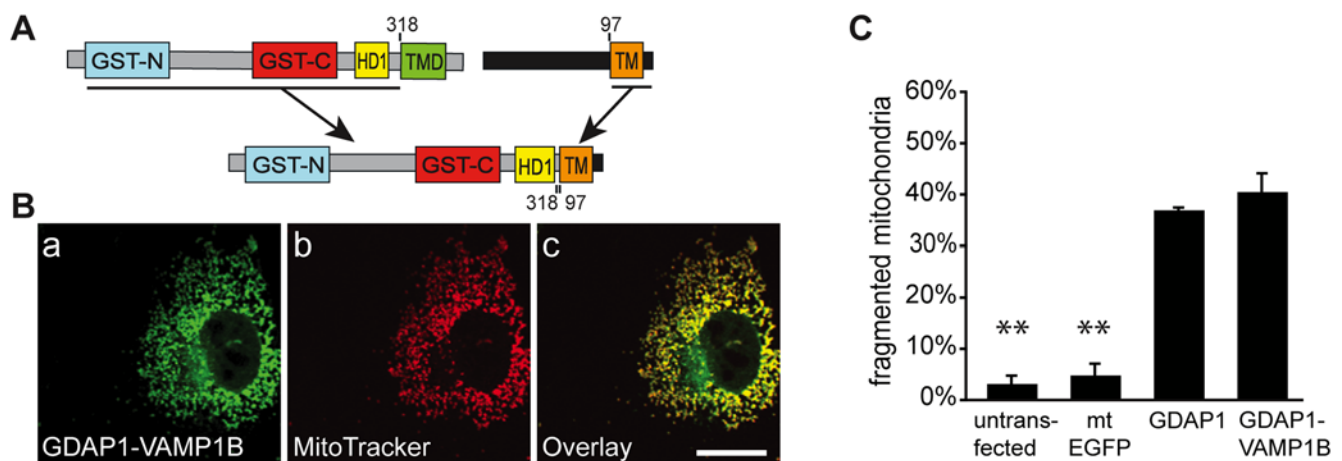 A
318
97
GST-N
GST-C
HD1
TMD
TM
GST-N
GST-C
HD1
TM
318
97
B
a
b
c
GDAP1-VAMP1B
MitoTracker
Overlay
C
fragmented mitochondria
60%
50%
40%
30%
20%
10%
0%
**
**
untrans-
fected
mt
EGFP
GDAP1
GDAP1-
VAMP1B